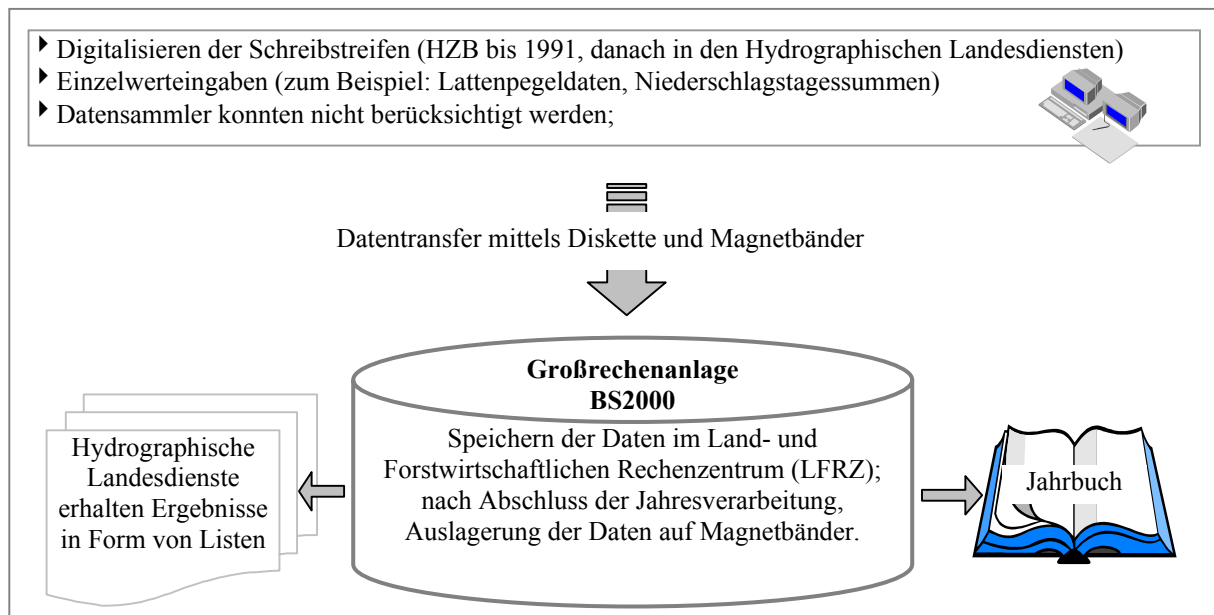 Digitalisieren der Schreibstreifen (HZB bis 1991, danach in den Hydrographischen Landesdiensten)
Einzelwerteingaben (zum Beispiel: Lattenpegeldaten, Niederschlagstagessummen)
Datensammler konnten nicht berücksichtigt werden;
Datentransfer mittels Diskette und Magnetbänder
Großrechenanlage
BS2000
Speichern der Daten im Land- und
Forstwirtschaftlichen Rechenzentrum (LFRZ);
nach Abschluss der Jahresverarbeitung,
Auslagerung der Daten auf Magnetbänder.
Hydrographische
Landesdienste
erhalten Ergebnisse
in Form von Listen
Jahrbuch